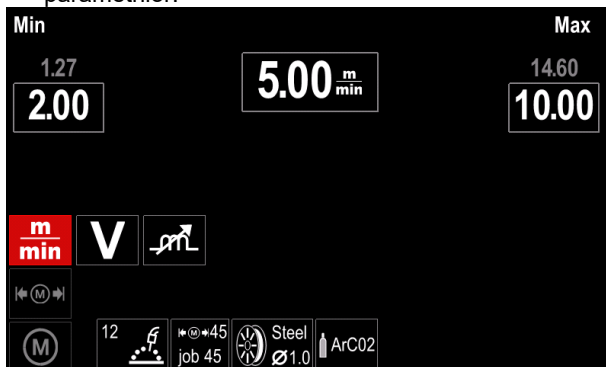 Min Max
1.27 14.60
2.00 5.00 m/min 10.00
m/min V
M
M 12 M 45 job 45 Steel Ø1.0 ArCO2